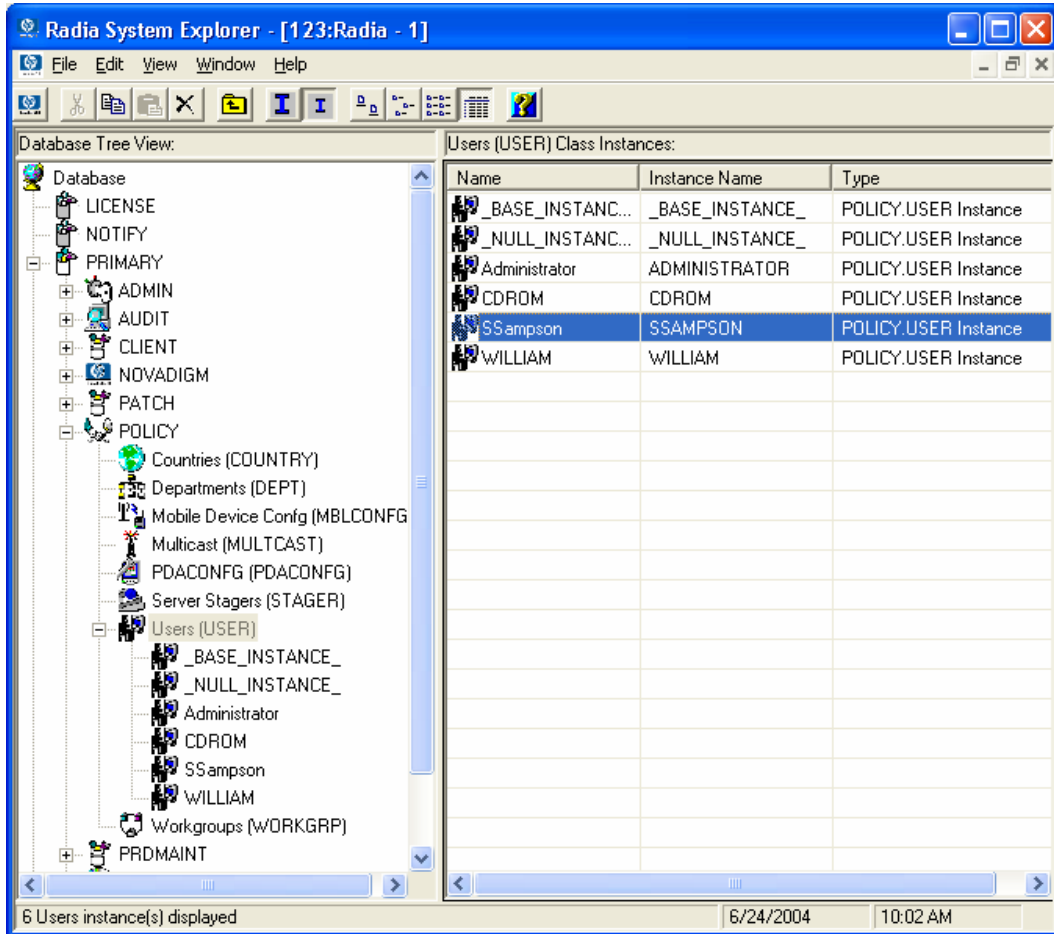 Radia System Explorer - [123:Radia - 1]
File Edit View Window Help
Database Tree View:
Users (USER) Class Instances:
Database
LICENSE
NOTIFY
PRIMARY
ADMIN
AUDIT
CLIENT
NOVADIGM
PATCH
POLICY
Countries (COUNTRY)
Departments (DEPT)
Mobile Device Confg (MBLCONFG
Multicast (MULTCAST)
PDACONFG (PDACONFG)
Server Stagers (STAGER)
Users (USER)
_BASE_INSTANCE_
_NULL_INSTANCE_
Administrator
CDROM
SSampson
WILLIAM
Workgroups (WORKGRP)
PRDMAINT
Name Instance Name Type
_BASE_INSTANC... _BASE_INSTANCE_ POLICY.USER Instance
_NULL_INSTANC... _NULL_INSTANCE_ POLICY.USER Instance
Administrator ADMINISTRATOR POLICY.USER Instance
CDROM CDROM POLICY.USER Instance
SSampson SSAMPSON POLICY.USER Instance
WILLIAM WILLIAM POLICY.USER Instance
6 Users instance(s) displayed 6/24/2004 10:02 AM